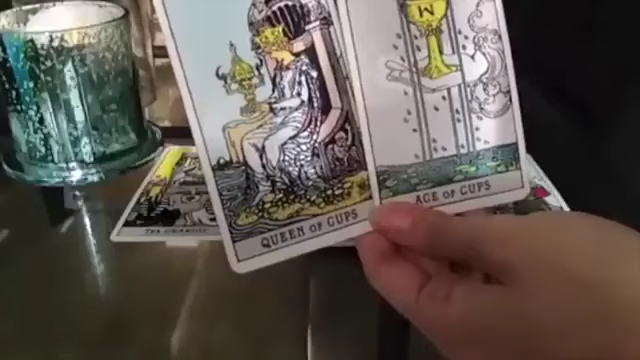 M
QUEEN OF CUPS
ACE OF CUPS
THE CHARIOT